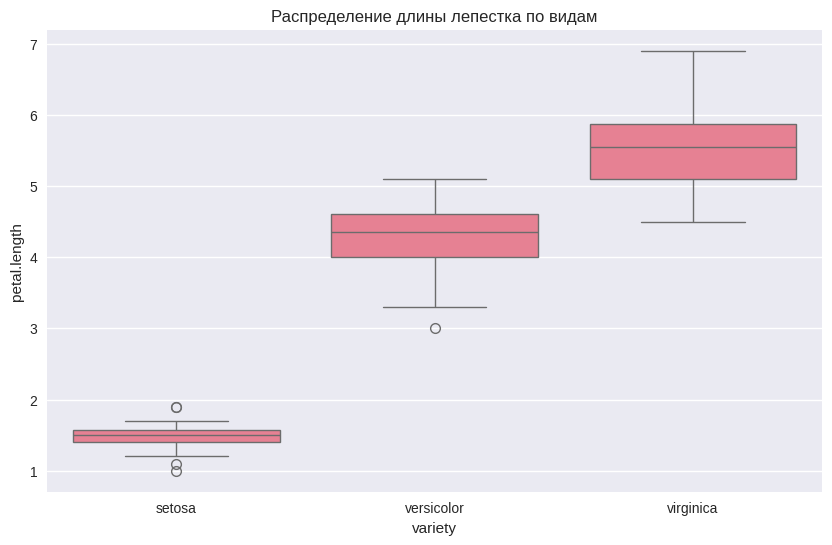 Распределение длины лепестка по видам
petal.length
7
6
5
4
3
2
1
setosa versicolor virginica
variety